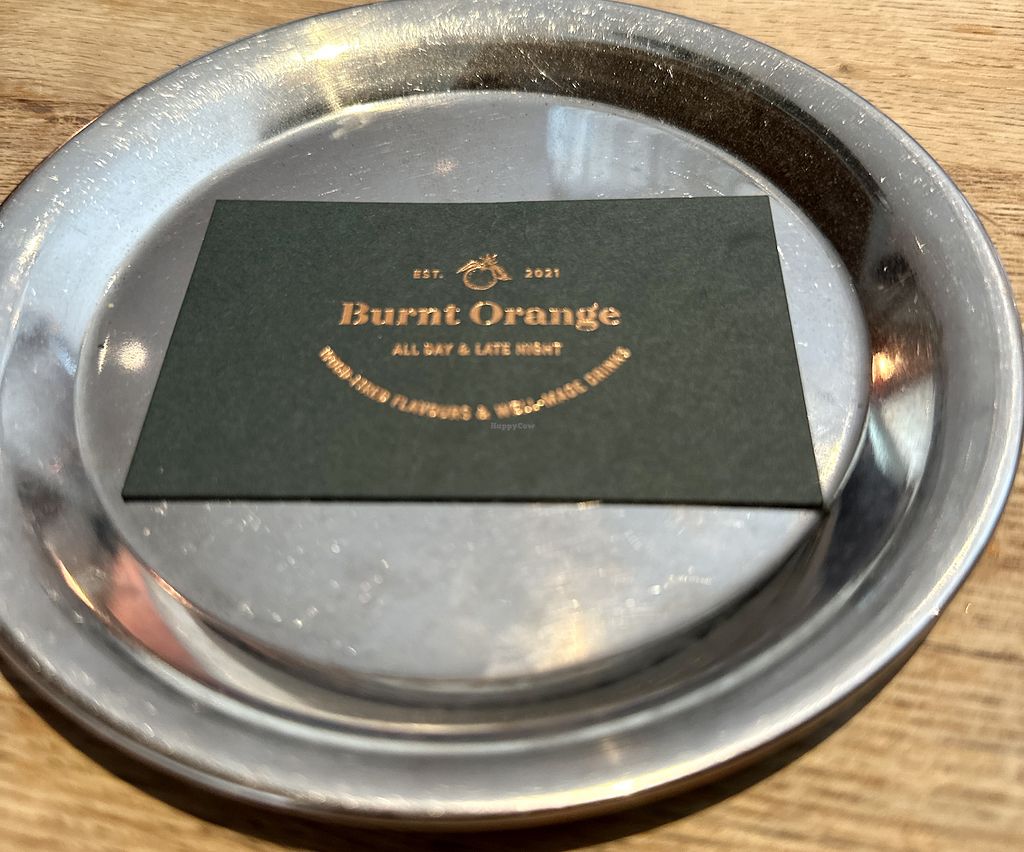 EST. 2021
Burnt Orange
ALL DAY & LATE NIGHT
WOOD-FIRED FLAVOURS & WELL-MADE DRINKS
HappyCow